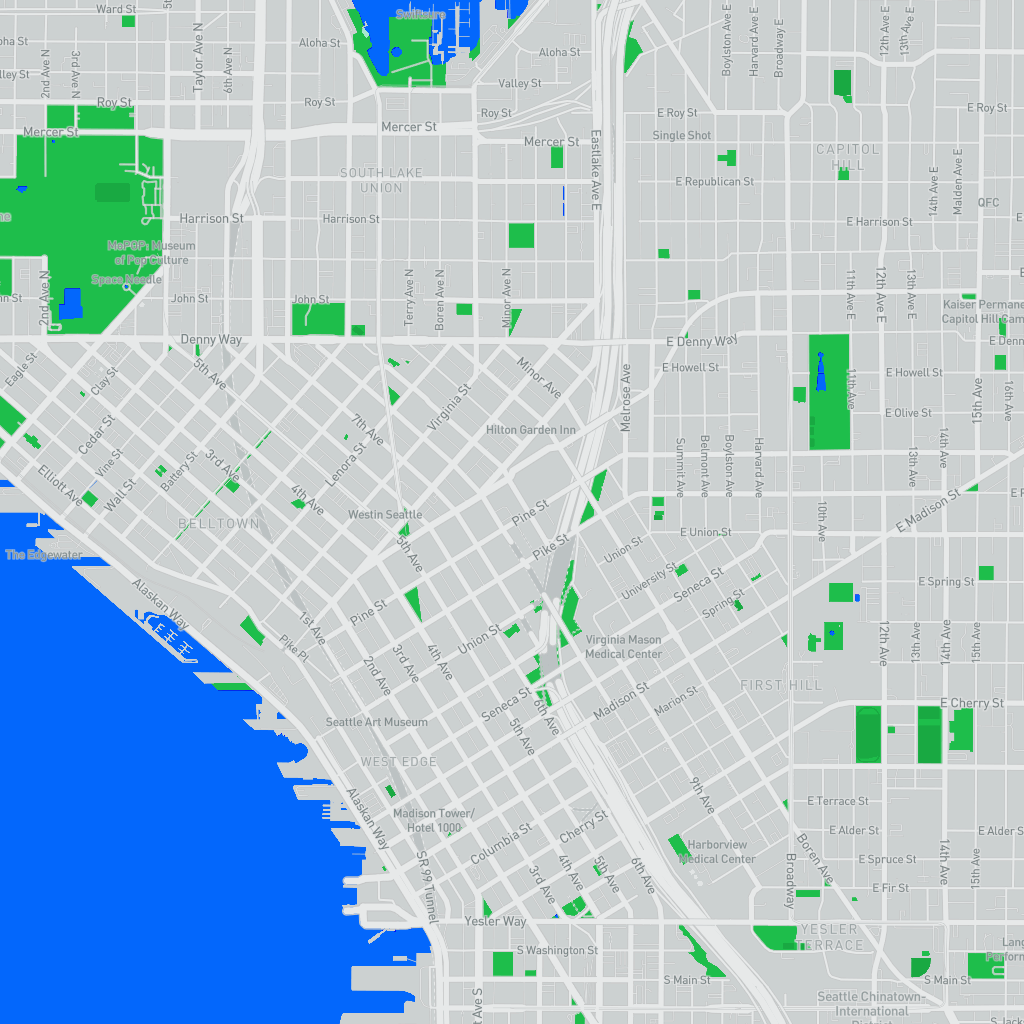 Ward St
Swiftsure
Aloha St
Aloha St
Taylor Ave N
6th Ave N
3rd Ave N
2nd Ave N
Boylston Ave E
Harvard Ave E
Broadway E
12th Ave E
13th Ave E
Valley St
Roy St
Roy St
Roy St
E Roy St
E Roy St
Mercer St
Mercer St
Mercer St
Single Shot
Eastlake Ave E
SOUTH LAKE
UNION
CAPITOL
HILL
E Republican St
14th Ave E
Malden Ave E
QFC
Harrison St
Harrison St
E Harrison St
MoPOP: Museum
of Pop Culture
Space Needle
2nd Ave N
John St
John St
Terry Ave N
Boren Ave N
Minor Ave N
11th Ave E
12th Ave E
13th Ave E
Kaiser Permanente
Denny Way
E Denny Way
Eagle St
Clay St
5th Ave
Minor Ave
Virginia St
E Howell St
E Howell St
Melrose Ave
11th Ave
15th Ave
16th Ave
Cedar St
7th Ave
Hilton Garden Inn
E Olive St
Elliott Ave
Vine St
Wall St
Battery St
3rd Ave
Lenora St
4th Ave
Summit Ave
Belmont Ave
Boylston Ave
Harvard Ave
13th Ave
14th Ave
BELLTOWN
Westin Seattle
Pine St
10th Ave
E Madison St
The Edgewater
5th Ave
Pike St
Union St
E Union St
Alaskan Way
University St
Seneca St
Spring St
E Spring St
1st Ave
Pine St
Pike Pl
Union St
4th Ave
3rd Ave
2nd Ave
Virginia Mason
Medical Center
12th Ave
13th Ave
14th Ave
15th Ave
FIRST HILL
Seneca St
Madison St
Marion St
E Cherry St
Seattle Art Museum
5th Ave
6th Ave
WEST EDGE
Alaskan Way
9th Ave
Madison Tower/
Hotel 1000
E Terrace St
Columbia St
Cherry St
E Alder St
E Alder St
Harborview
Medical Center
Boren Ave
Broadway
SR 99 Tunnel
3rd Ave
4th Ave
5th Ave
6th Ave
E Spruce St
14th Ave
15th Ave
E Fir St
Yesler Way
YESLER
TERRACE
S Washington St
S Main St
S Main St
Seattle Chinatown-
International